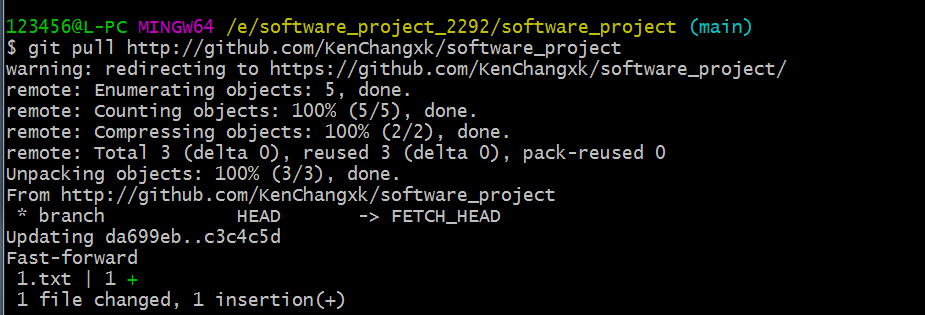 123456@L-PC MINGW64 /e/software_project_2292/software_project (main)
$ git pull http://github.com/KenChangxk/software_project
warning: redirecting to https://github.com/KenChangxk/software_project/
remote: Enumerating objects: 5, done.
remote: Counting objects: 100% (5/5), done.
remote: Compressing objects: 100% (2/2), done.
remote: Total 3 (delta 0), reused 3 (delta 0), pack-reused 0
Unpacking objects: 100% (3/3), done.
From http://github.com/KenChangxk/software_project
 * branch            HEAD       -> FETCH_HEAD
Updating da699eb..c3c4c5d
Fast-forward
 1.txt | 1 +
 1 file changed, 1 insertion(+)